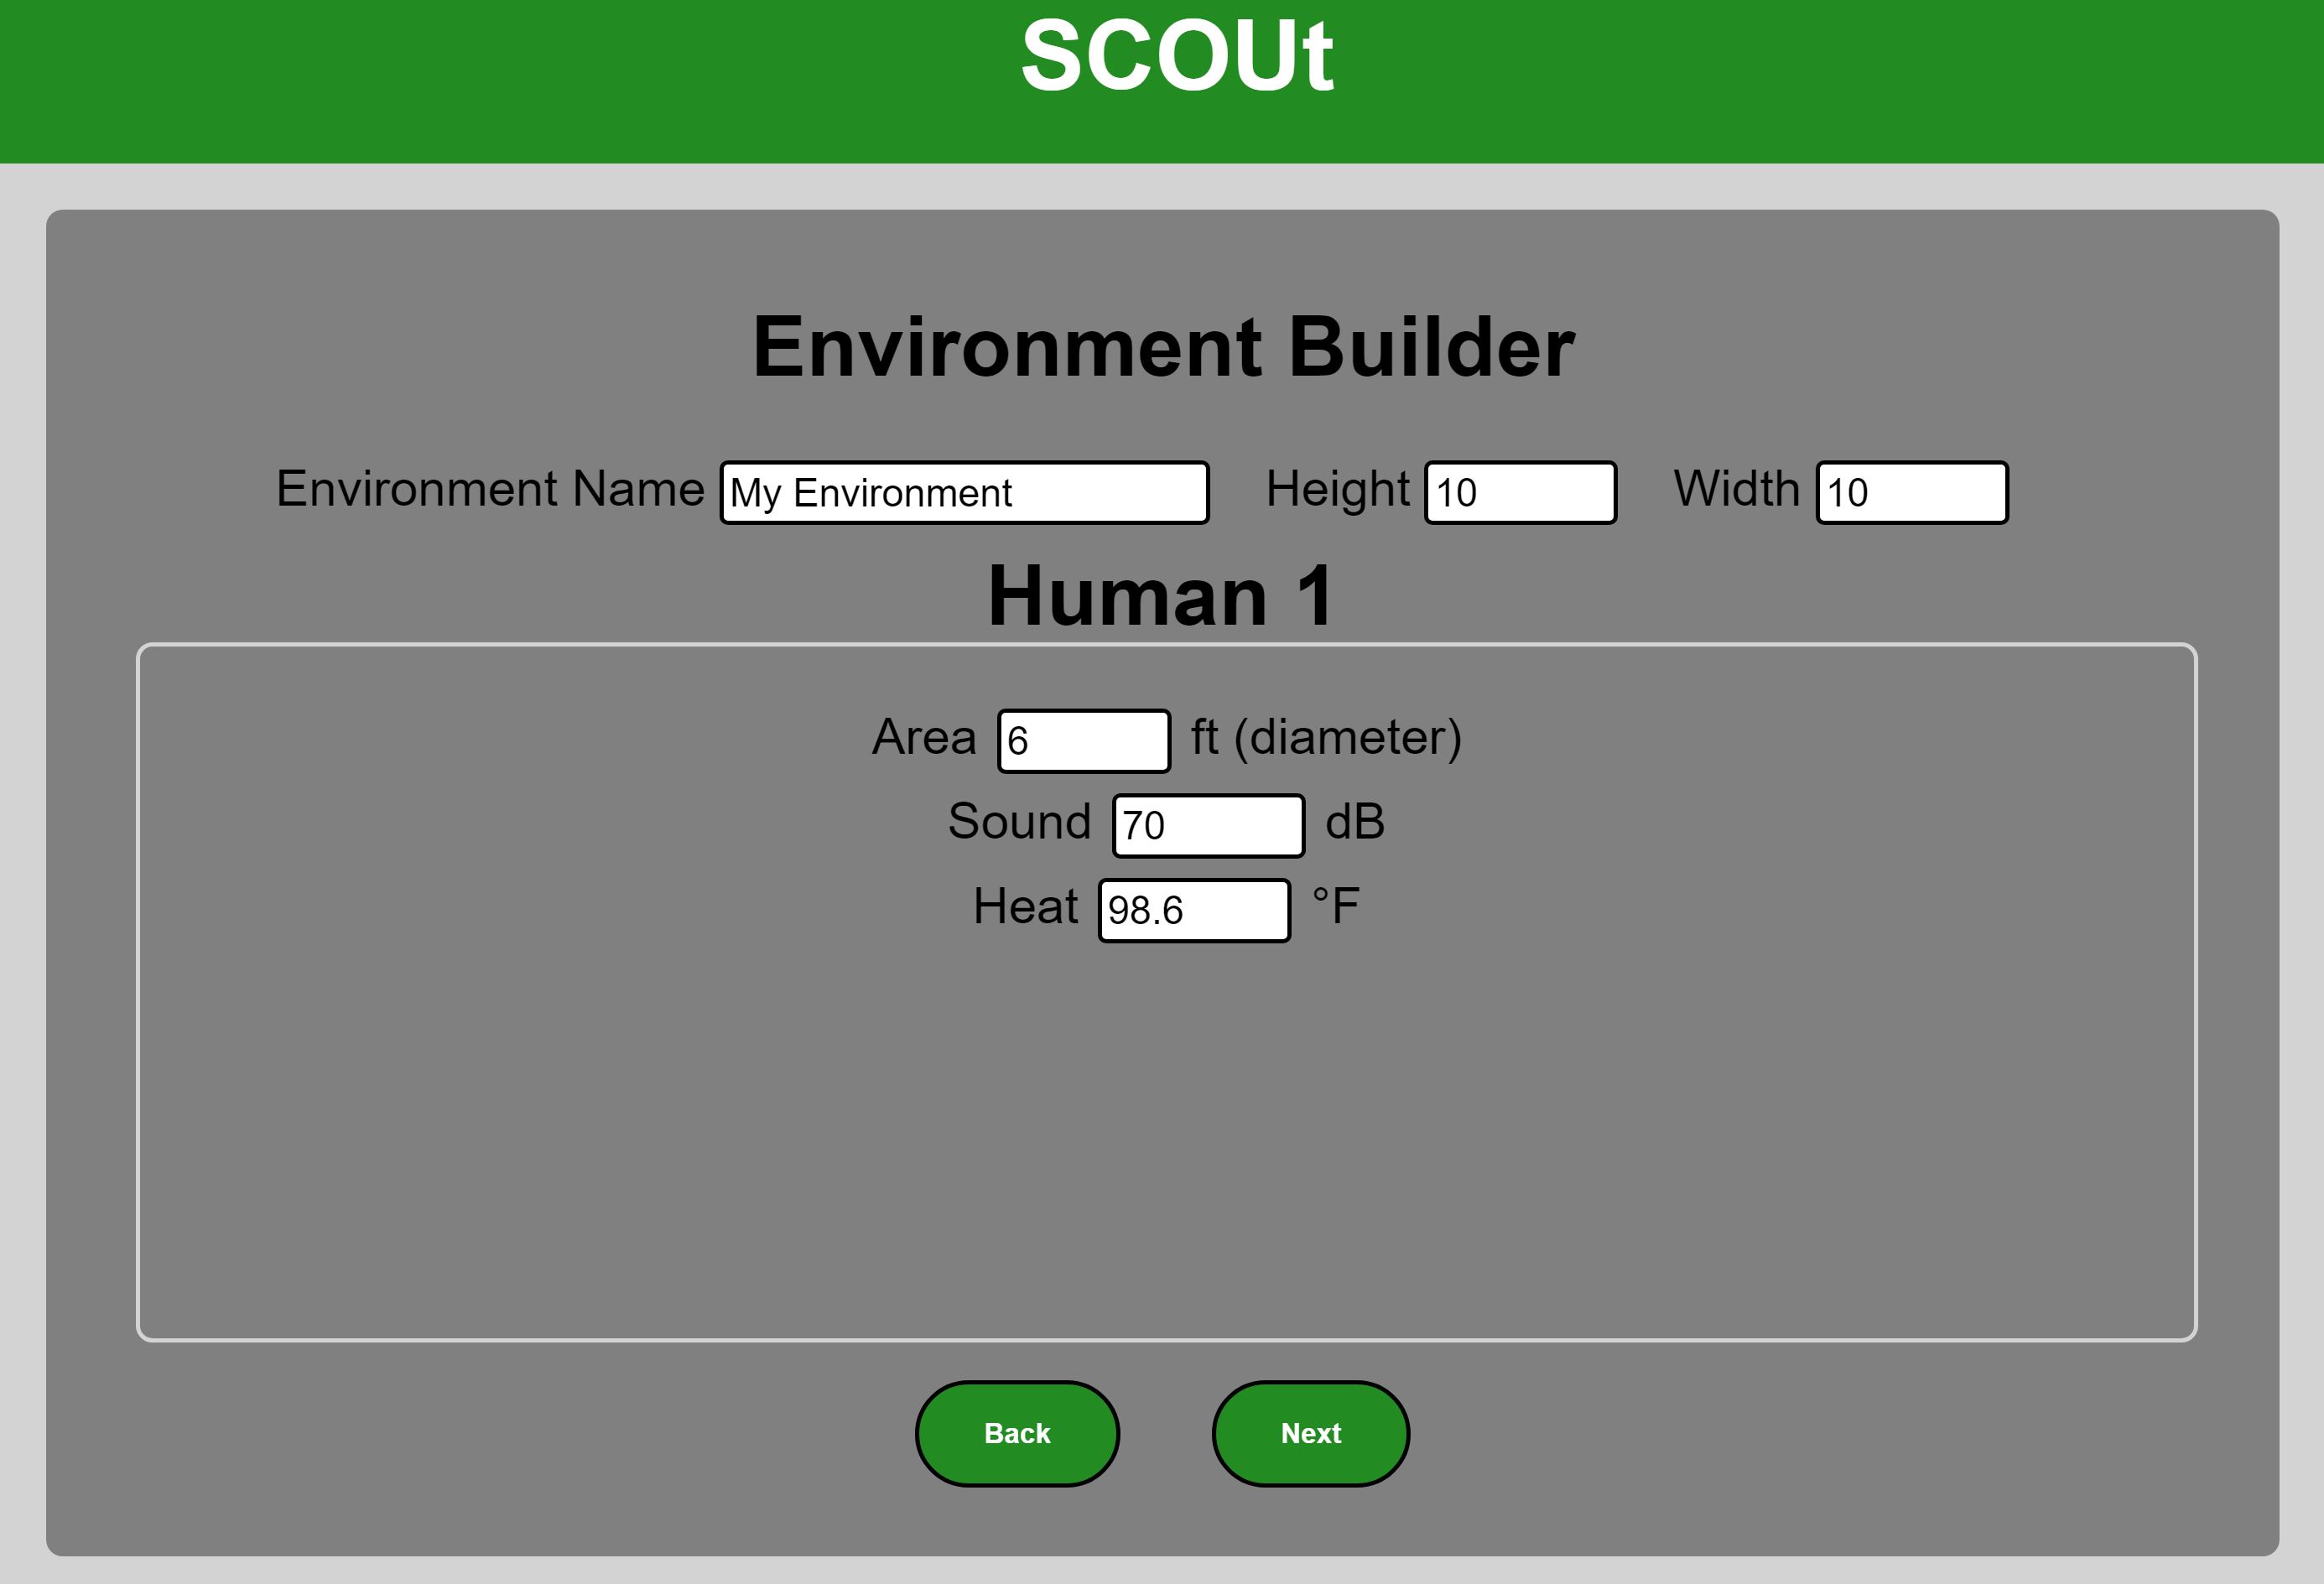 SCOUt
Environment Builder
Environment Name My Environment Height 10 Width 10
Human 1
Area 6 ft (diameter)
Sound 70 dB
Heat 98.6 °F
Back Next